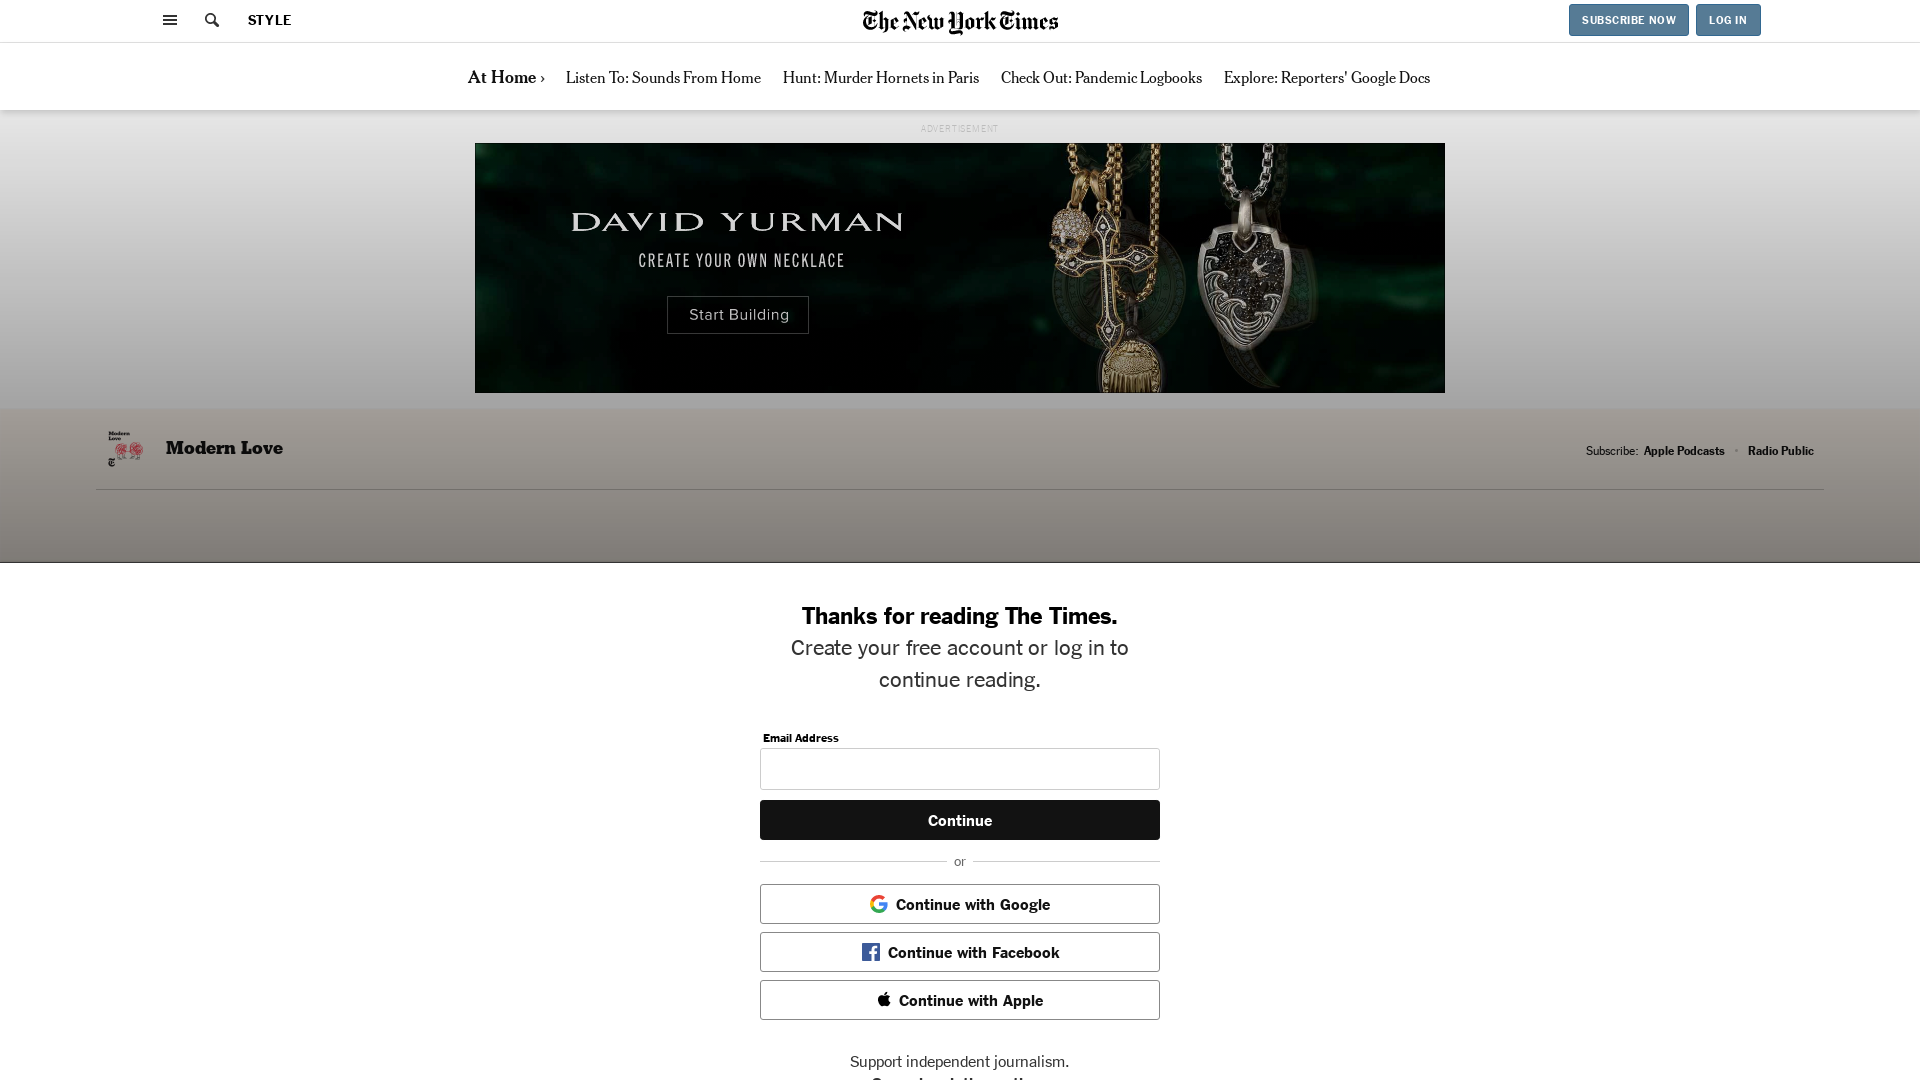 STYLE
The New York Times
SUBSCRIBE NOW
LOG IN
At Home ›
Listen To: Sounds From Home
Hunt: Murder Hornets in Paris
Check Out: Pandemic Logbooks
Explore: Reporters' Google Docs
ADVERTISEMENT
DAVID YURMAN
CREATE YOUR OWN NECKLACE
Start Building
Modern Love
Modern Love
Subscribe: Apple Podcasts • Radio Public
Thanks for reading The Times.
Create your free account or log in to
continue reading.
Email Address
Continue
or
Continue with Google
Continue with Facebook
Continue with Apple
Support independent journalism.